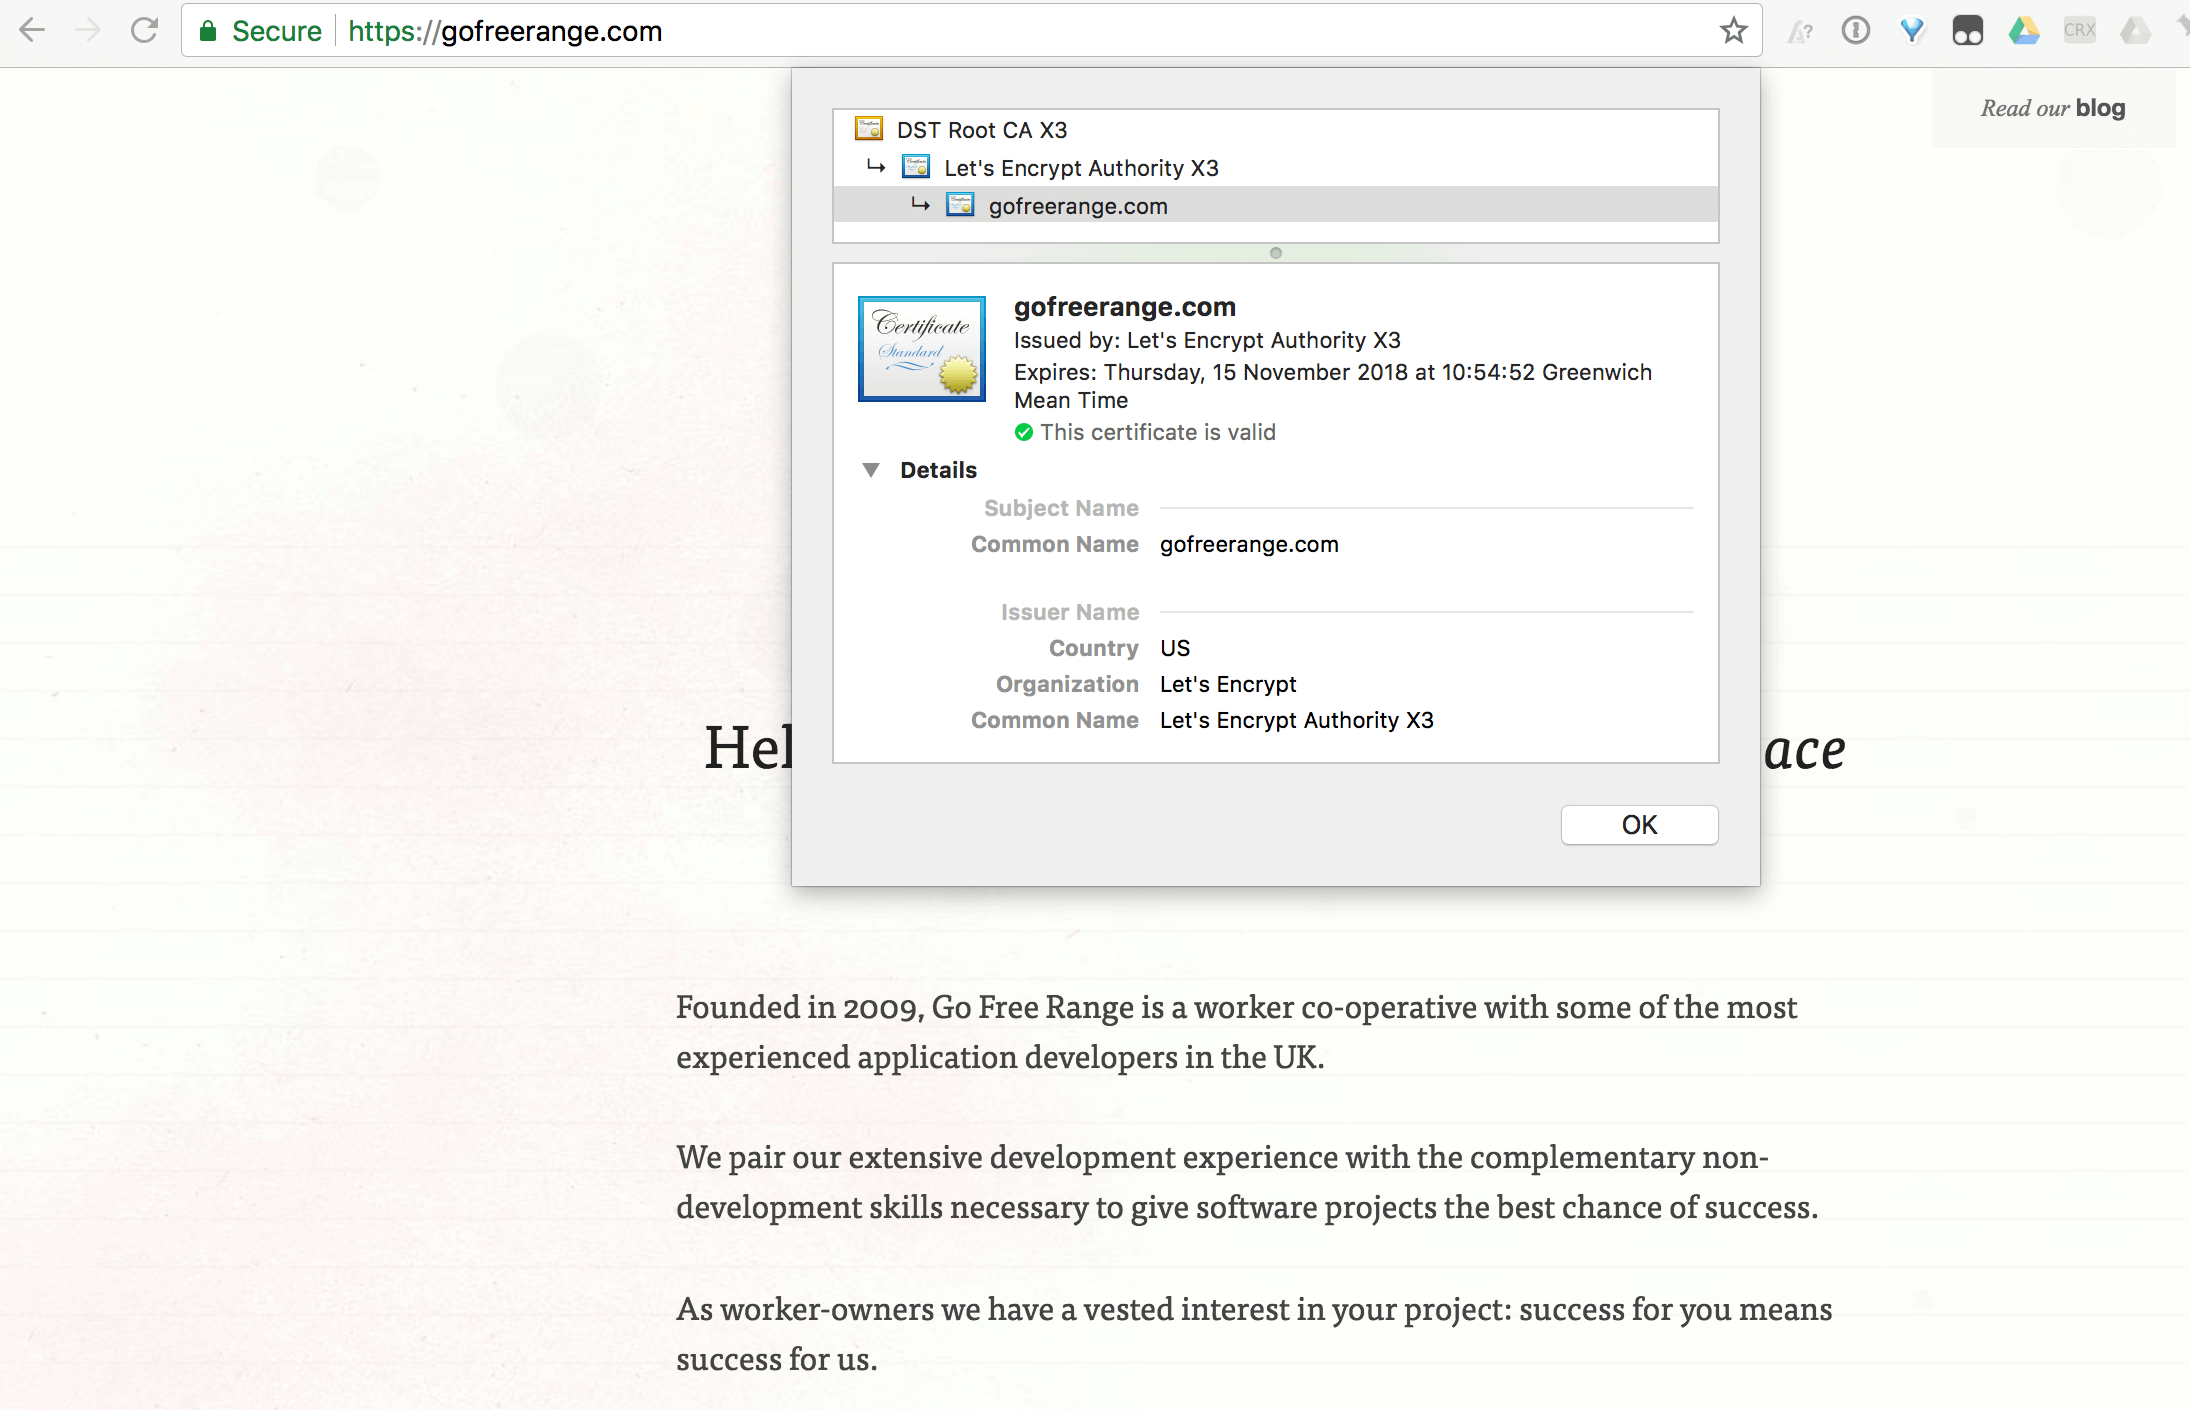 Secure https://gofreerange.com
CRX
Read our blog
DST Root CA X3
Let's Encrypt Authority X3
gofreerange.com
Certificate
Standard
gofreerange.com
Issued by: Let's Encrypt Authority X3
Expires: Thursday, 15 November 2018 at 10:54:52 Greenwich
Mean Time
This certificate is valid
Details
Subject Name
Common Name gofreerange.com
Issuer Name
Country US
Organization Let's Encrypt
Common Name Let's Encrypt Authority X3
OK
Founded in 2009, Go Free Range is a worker co-operative with some of the most
experienced application developers in the UK.
We pair our extensive development experience with the complementary non-
development skills necessary to give software projects the best chance of success.
As worker-owners we have a vested interest in your project: success for you means
success for us.